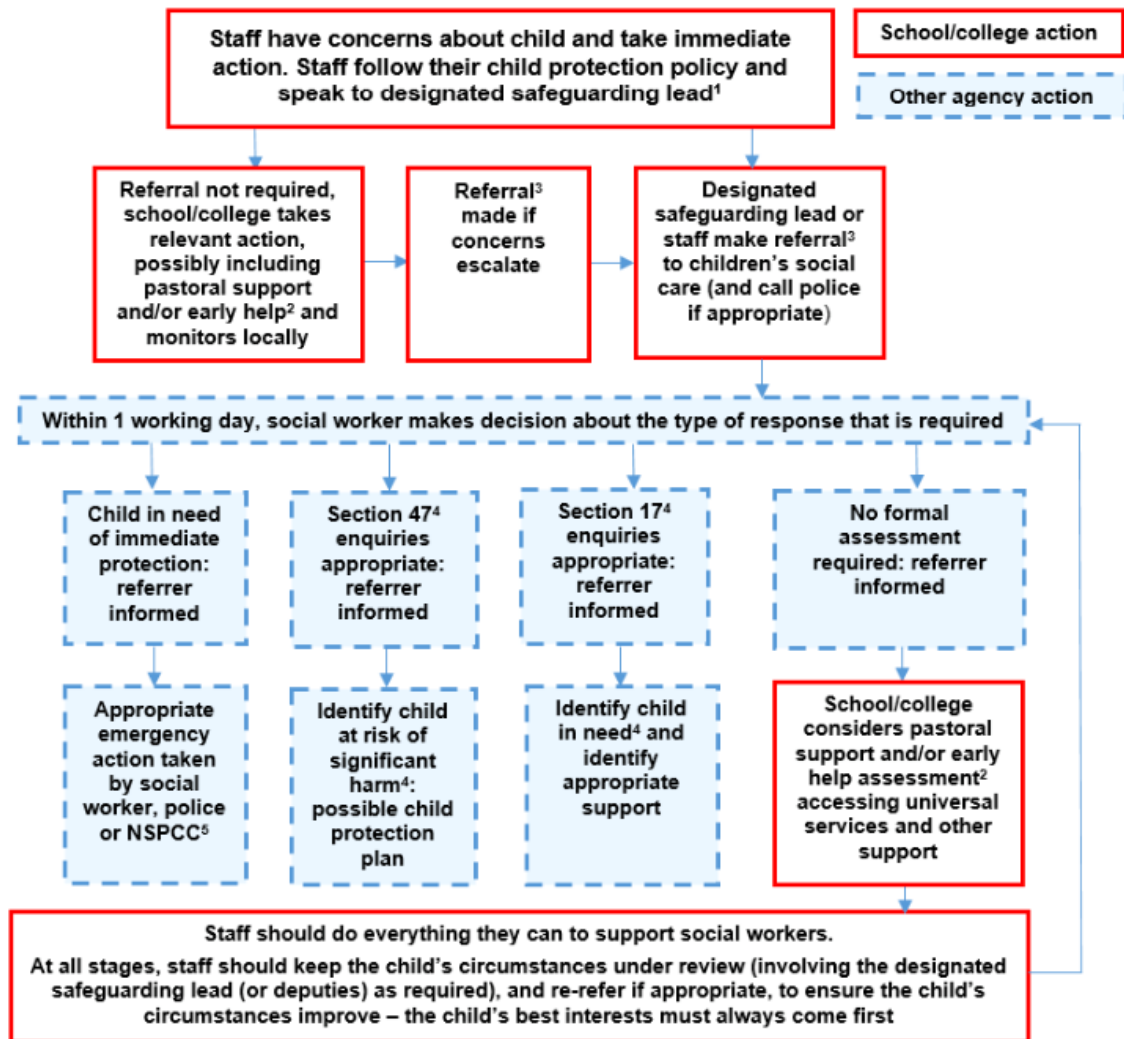 Staff have concerns about child and take immediate
action. Staff follow their child protection policy and
speak to designated safeguarding lead¹
School/college action
Other agency action
Referral not required,
school/college takes
relevant action,
possibly including
pastoral support
and/or early help² and
monitors locally
Referral³
made if
concerns
escalate
Designated
safeguarding lead or
staff make referral³
to children’s social
care (and call police
if appropriate)
Within 1 working day, social worker makes decision about the type of response that is required
Child in need
of immediate
protection:
referrer
informed
Section 47⁴
enquiries
appropriate:
referrer
informed
Section 17⁴
enquiries
appropriate:
referrer
informed
No formal
assessment
required: referrer
informed
Appropriate
emergency
action taken
by social
worker, police
or NSPCC⁵
Identify child
at risk of
significant
harm⁴:
possible child
protection
plan
Identify child
in need⁴ and
identify
appropriate
support
School/college
considers pastoral
support and/or early
help assessment²
accessing universal
services and other
support
Staff should do everything they can to support social workers.
At all stages, staff should keep the child’s circumstances under review (involving the designated
safeguarding lead (or deputies) as required), and re-refer if appropriate, to ensure the child’s
circumstances improve – the child’s best interests must always come first